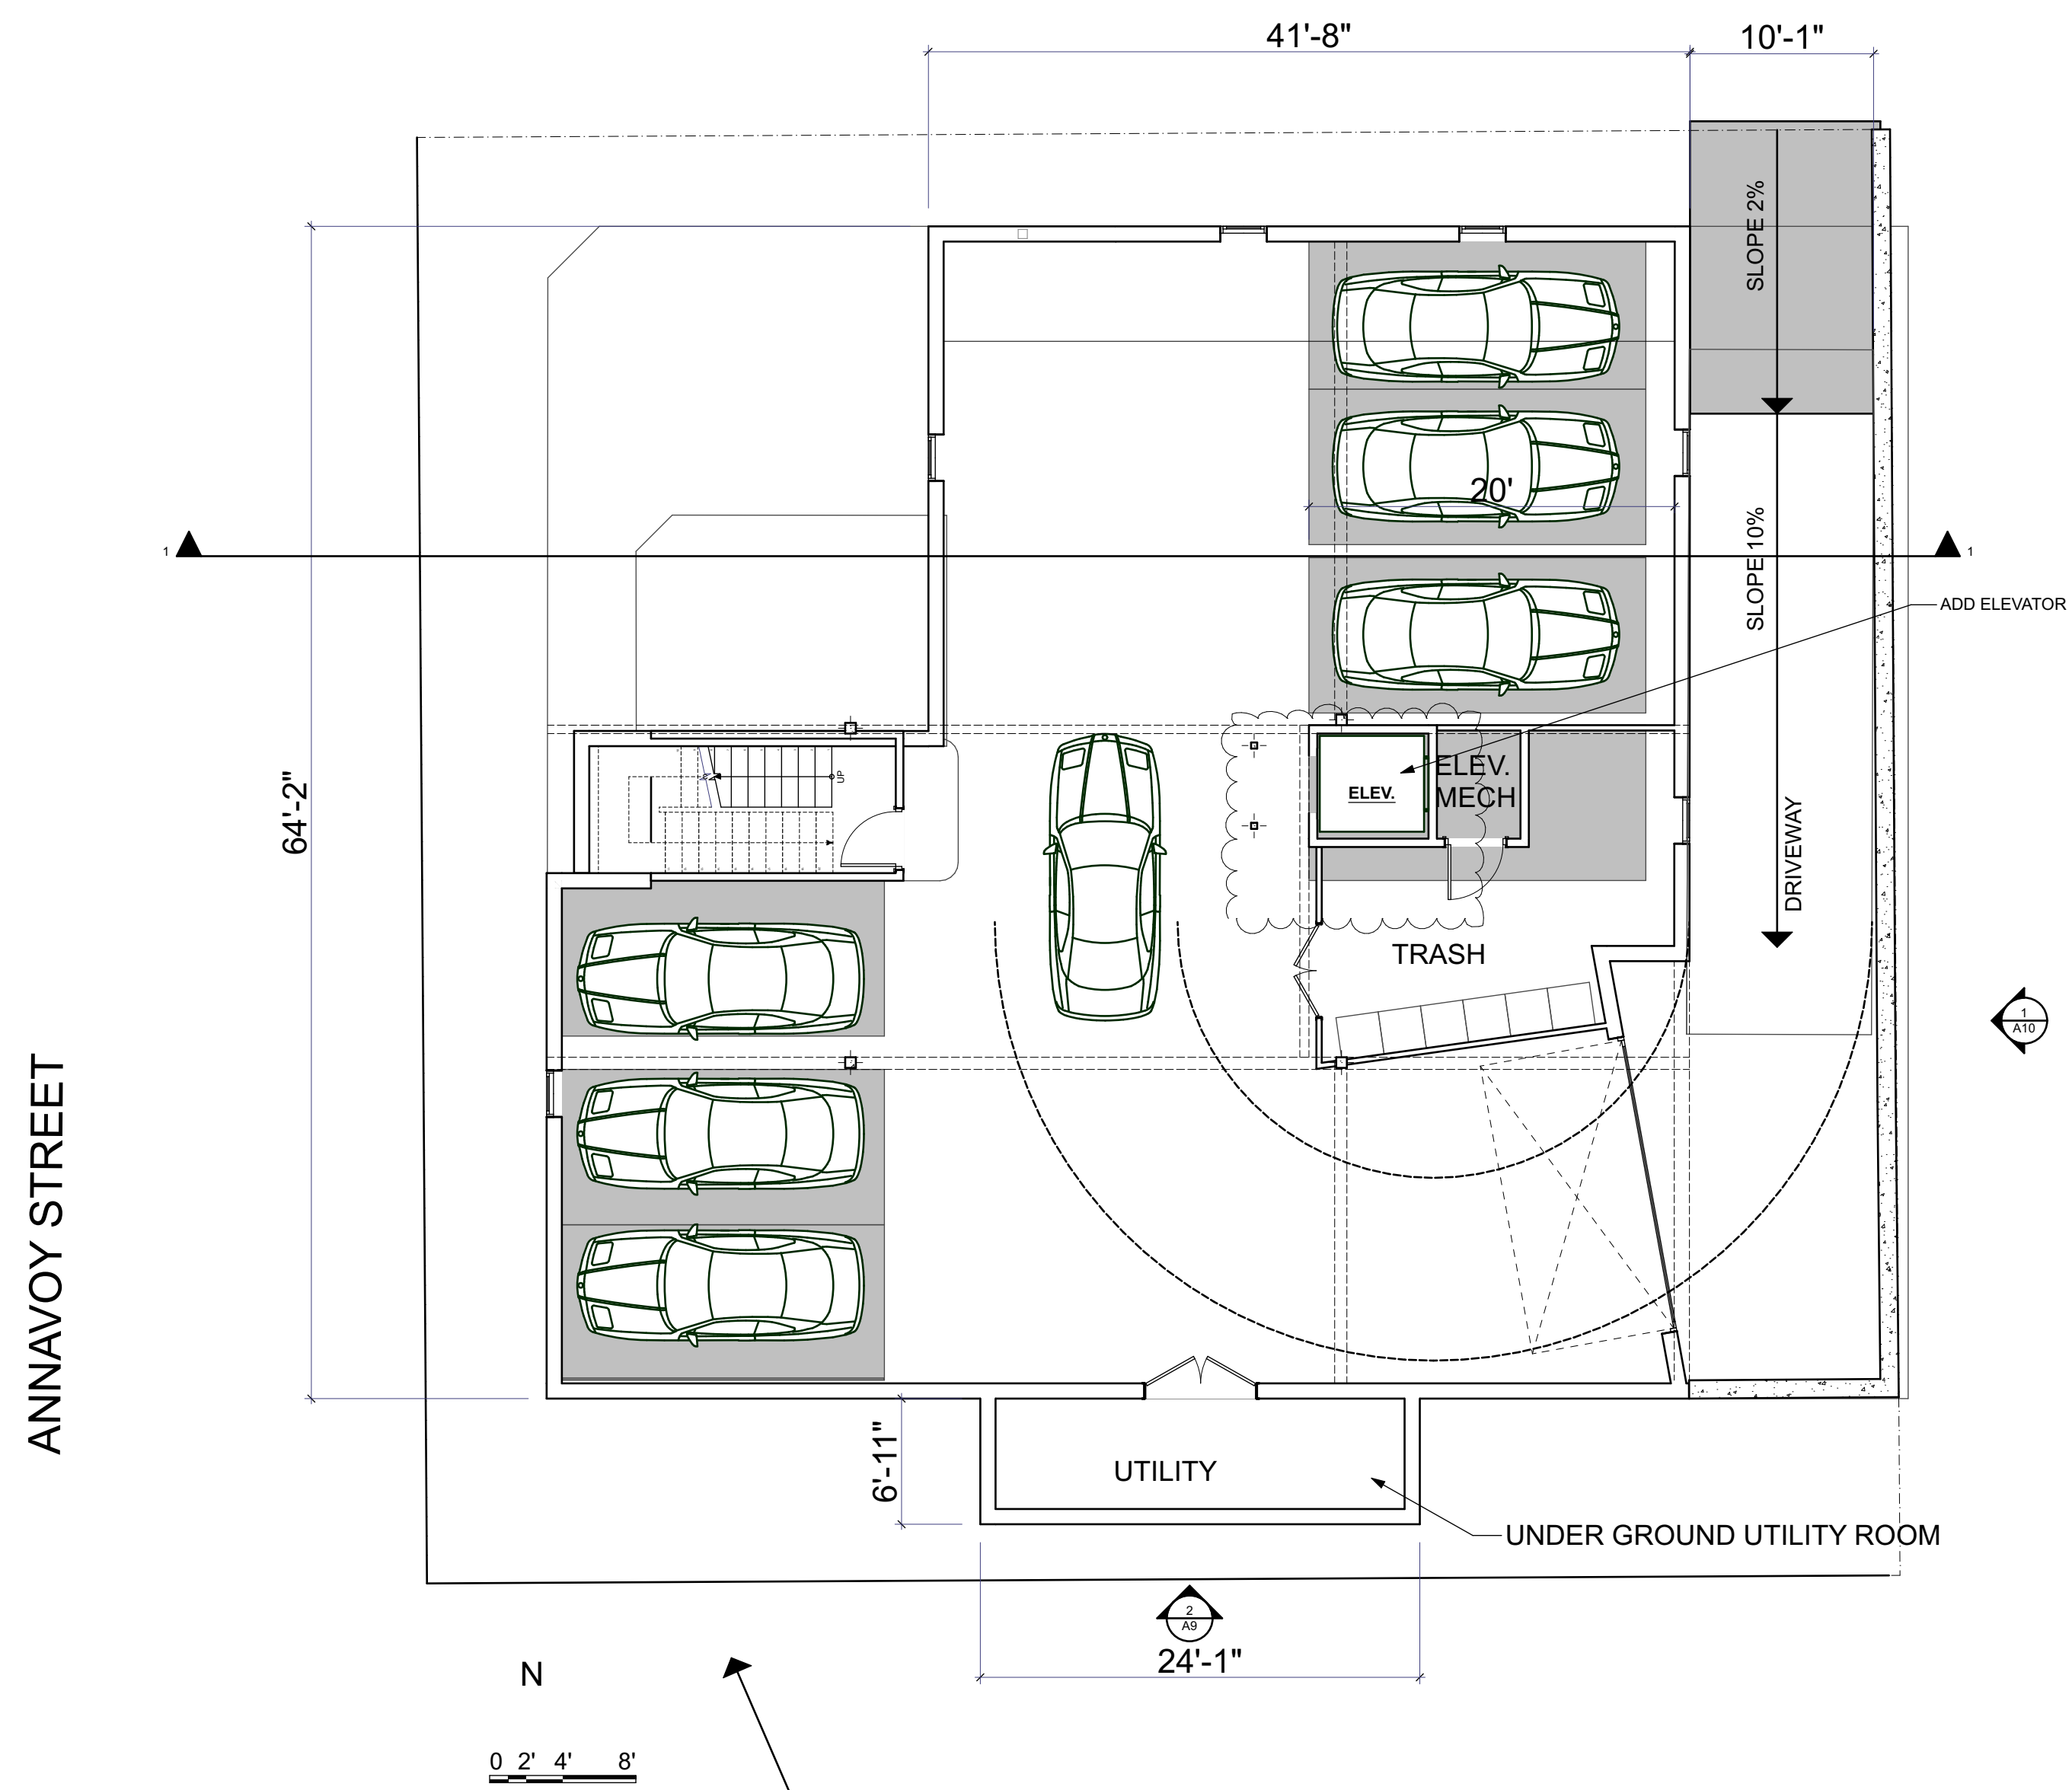 41'-8"
10'-1"
SLOPE 2%
20'
SLOPE 10%
1
1
ADD ELEVATOR
UP
ELEV.
MECH
ELEV.
64'-2"
DRIVEWAY
TRASH
1
A10
ANNAVOY STREET
6'-11"
UTILITY
UNDER GROUND UTILITY ROOM
2
A9
24'-1"
N
0 2' 4' 8'